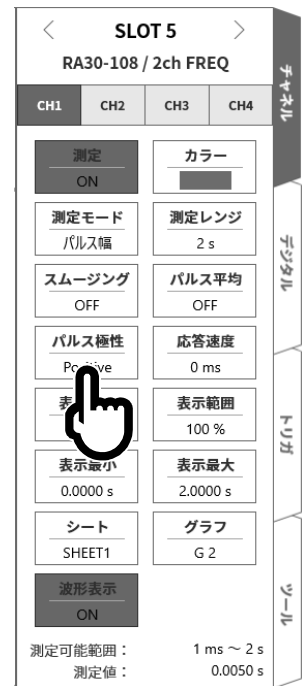 SLOT 5
RA30-108 / 2ch FREQ
CH1 CH2 CH3 CH4
測定 カラー
ON
測定モード 測定レンジ
パルス幅 2 s
スムージング パルス平均
OFF OFF
パルス極性 応答速度
0 ms
表示範囲
100 %
表示最小 表示最大
0.0000 s 2.0000 s
シート グラフ
SHEET1 G 2
波形表示
ON
測定可能範囲: 1 ms ～ 2 s
測定値: 0.0050 s
チャネル
デジタル
トリガ
ツール